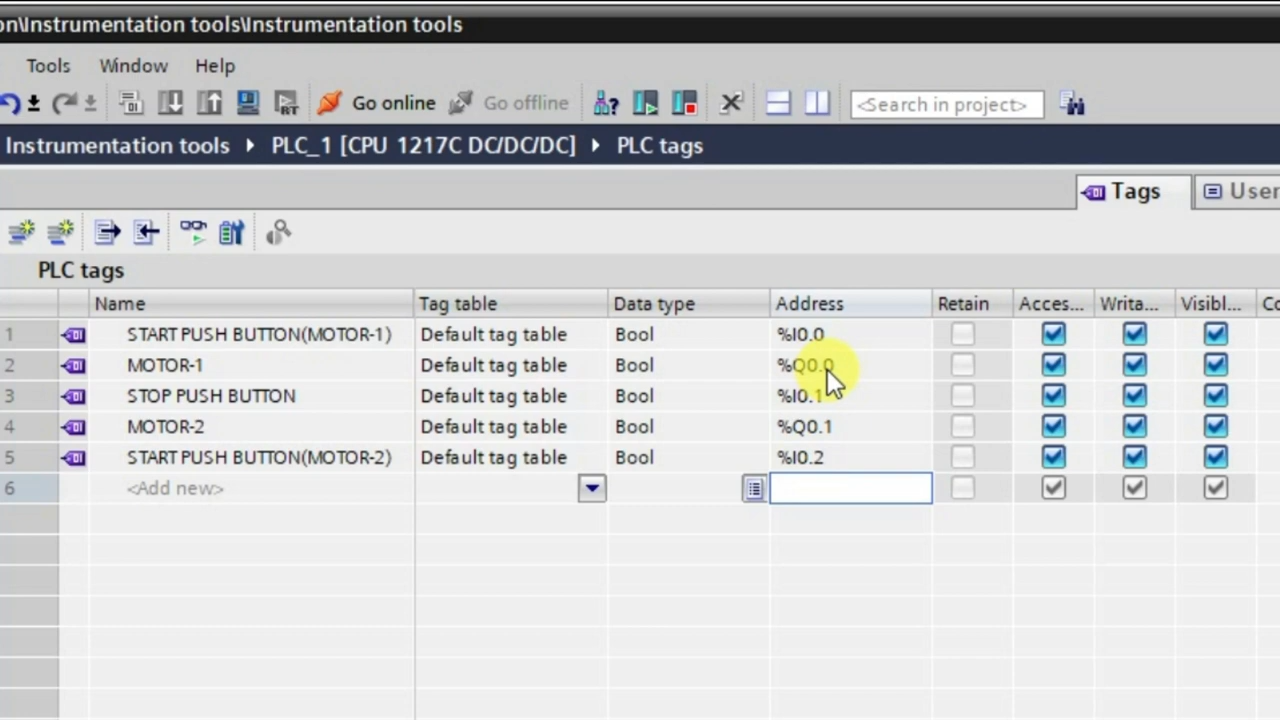 on\Instrumentation tools\Instrumentation tools
Tools Window Help
Go online Go offline <Search in project>
Instrumentation tools PLC_1 [CPU 1217C DC/DC/DC] PLC tags
Tags User
PLC tags
Name Tag table Data type Address Retain Acces... Writa... Visibl... Co
1 START PUSH BUTTON(MOTOR-1) Default tag table Bool %I0.0
2 MOTOR-1 Default tag table Bool %Q0.0
3 STOP PUSH BUTTON Default tag table Bool %I0.1
4 MOTOR-2 Default tag table Bool %Q0.1
5 START PUSH BUTTON(MOTOR-2) Default tag table Bool %I0.2
6 <Add new>